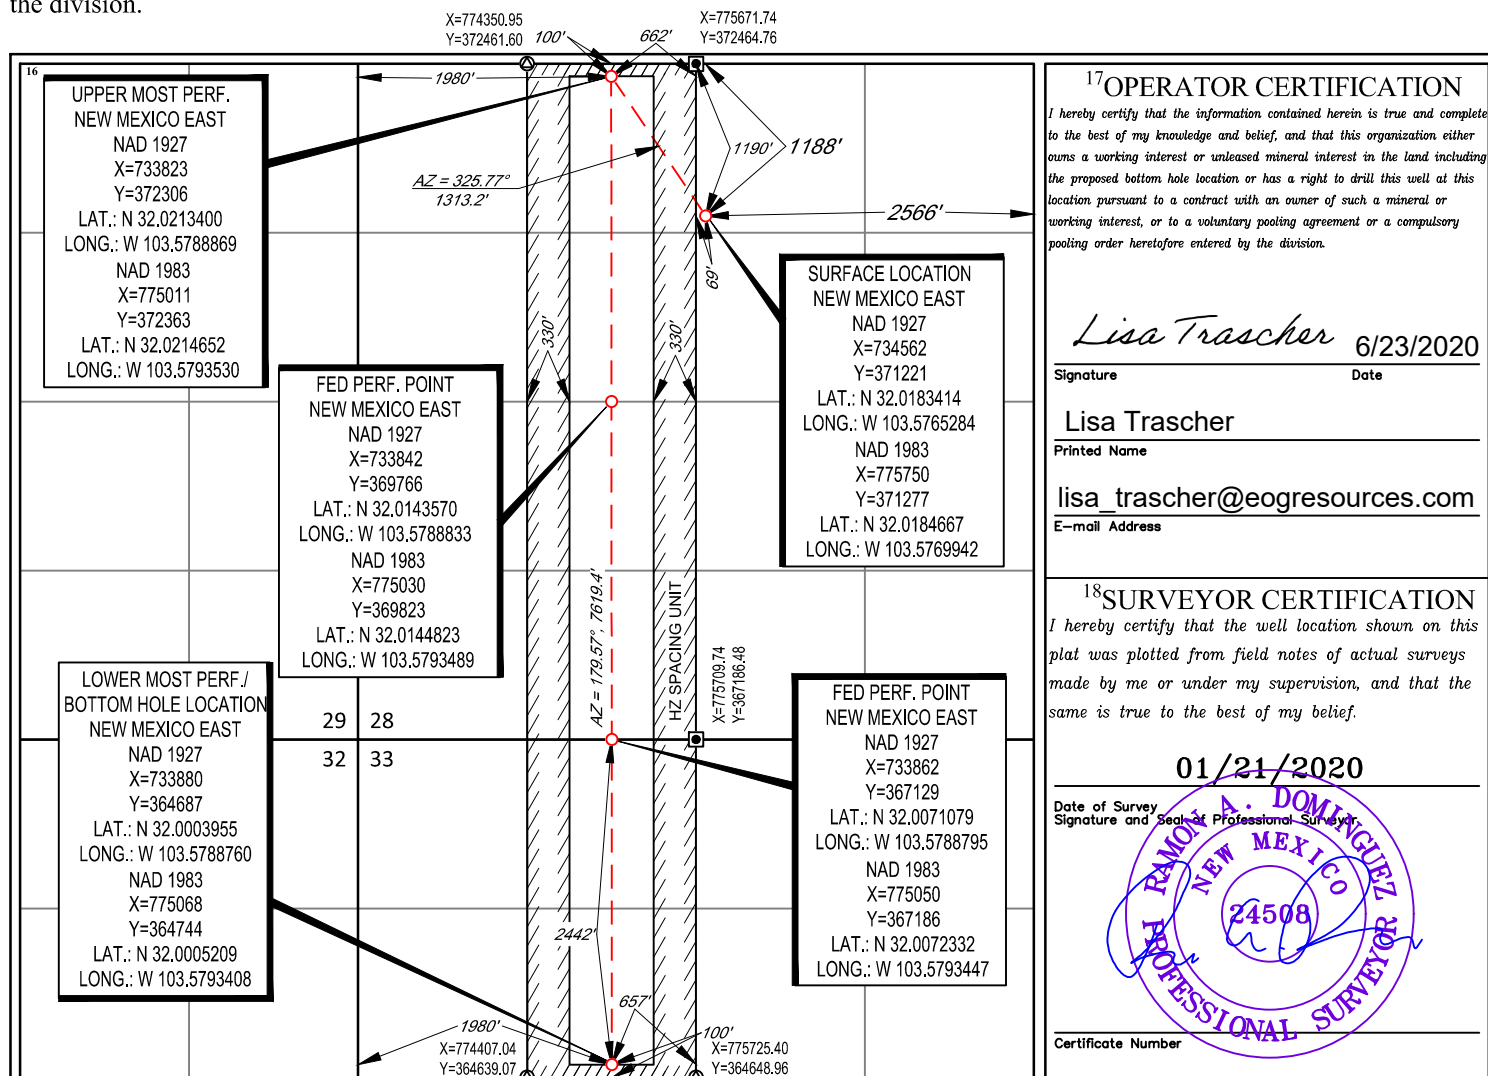 the division.
X=774350.95
Y=372461.60
100'
662'
X=775671.74
Y=372464.76
16
1980'
UPPER MOST PERF.
NEW MEXICO EAST
NAD 1927
X=733823
Y=372306
LAT.: N 32.0213400
LONG.: W 103.5788869
NAD 1983
X=775011
Y=372363
LAT.: N 32.0214652
LONG.: W 103.5793530
AZ = 325.77°
1313.2'
1190'
1188'
2566'
69'
330'
330'
SURFACE LOCATION
NEW MEXICO EAST
NAD 1927
X=734562
Y=371221
LAT.: N 32.0183414
LONG.: W 103.5765284
NAD 1983
X=775750
Y=371277
LAT.: N 32.0184667
LONG.: W 103.5769942
FED PERF. POINT
NEW MEXICO EAST
NAD 1927
X=733842
Y=369766
LAT.: N 32.0143570
LONG.: W 103.5788833
NAD 1983
X=775030
Y=369823
LAT.: N 32.0144823
LONG.: W 103.5793489
AZ = 179.57°, 7619.4'
HZ SPACING UNIT
X=775709.74
Y=367186.48
29 28
32 33
LOWER MOST PERF./
BOTTOM HOLE LOCATION
NEW MEXICO EAST
NAD 1927
X=733880
Y=364687
LAT.: N 32.0003955
LONG.: W 103.5788760
NAD 1983
X=775068
Y=364744
LAT.: N 32.0005209
LONG.: W 103.5793408
FED PERF. POINT
NEW MEXICO EAST
NAD 1927
X=733862
Y=367129
LAT.: N 32.0071079
LONG.: W 103.5788795
NAD 1983
X=775050
Y=367186
LAT.: N 32.0072332
LONG.: W 103.5793447
2442'
657'
1980'
100'
X=774407.04
Y=364639.07
X=775725.40
Y=364648.96
17 OPERATOR CERTIFICATION
I hereby certify that the information contained herein is true and complete
to the best of my knowledge and belief, and that this organization either
owns a working interest or unleased mineral interest in the land including
the proposed bottom hole location or has a right to drill this well at this
location pursuant to a contract with an owner of such a mineral or
working interest, or to a voluntary pooling agreement or a compulsory
pooling order heretofore entered by the division.
Lisa Trascher 6/23/2020
Signature Date
Lisa Trascher
Printed Name
lisa_trascher@eogresources.com
E-mail Address
18 SURVEYOR CERTIFICATION
I hereby certify that the well location shown on this
plat was plotted from field notes of actual surveys
made by me or under my supervision, and that the
same is true to the best of my belief.
01/21/2020
Date of Survey
Signature and Seal of Professional Surveyor:
RAMON A. DOMINGUEZ
NEW MEXICO
24508
PROFESSIONAL SURVEYOR
Certificate Number